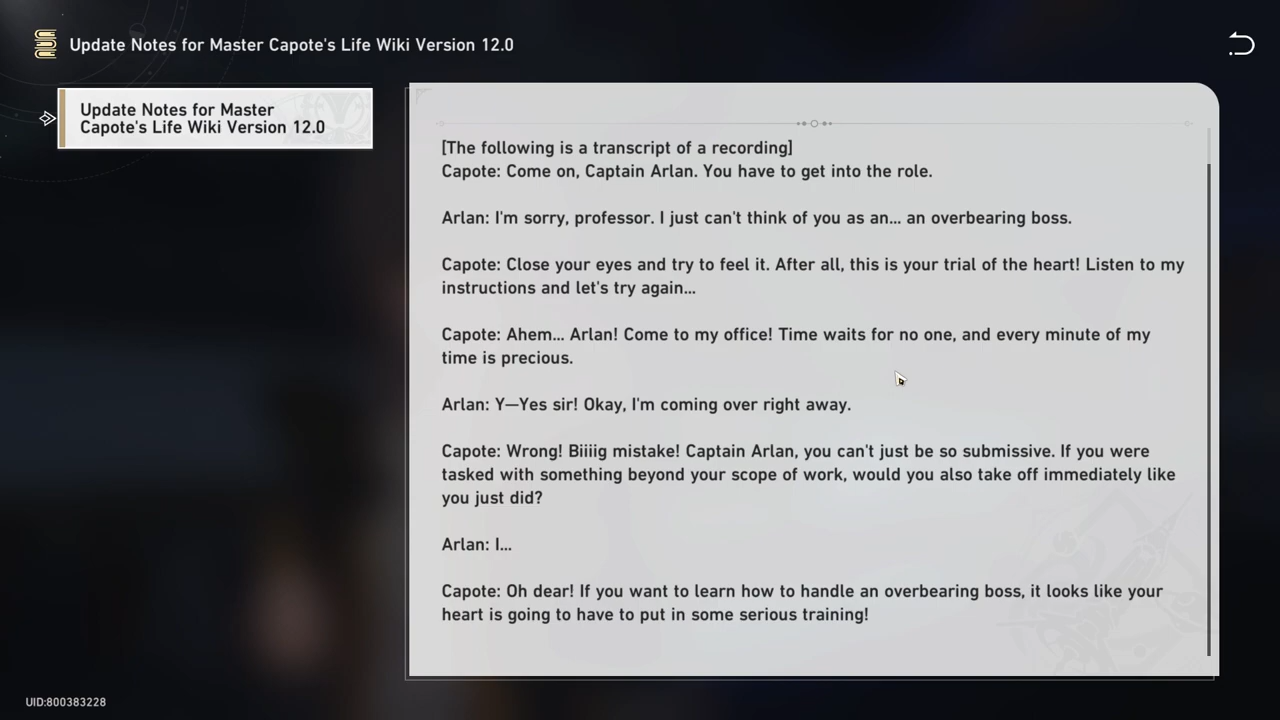 Update Notes for Master Capote's Life Wiki Version 12.0
Update Notes for Master
Capote's Life Wiki Version 12.0
[The following is a transcript of a recording]
Capote: Come on, Captain Arlan. You have to get into the role.
Arlan: I'm sorry, professor. I just can't think of you as an... an overbearing boss.
Capote: Close your eyes and try to feel it. After all, this is your trial of the heart! Listen to my
instructions and let's try again...
Capote: Ahem... Arlan! Come to my office! Time waits for no one, and every minute of my
time is precious.
Arlan: Y—Yes sir! Okay, I'm coming over right away.
Capote: Wrong! Biiiig mistake! Captain Arlan, you can't just be so submissive. If you were
tasked with something beyond your scope of work, would you also take off immediately like
you just did?
Arlan: I...
Capote: Oh dear! If you want to learn how to handle an overbearing boss, it looks like your
heart is going to have to put in some serious training!
UID:800383228